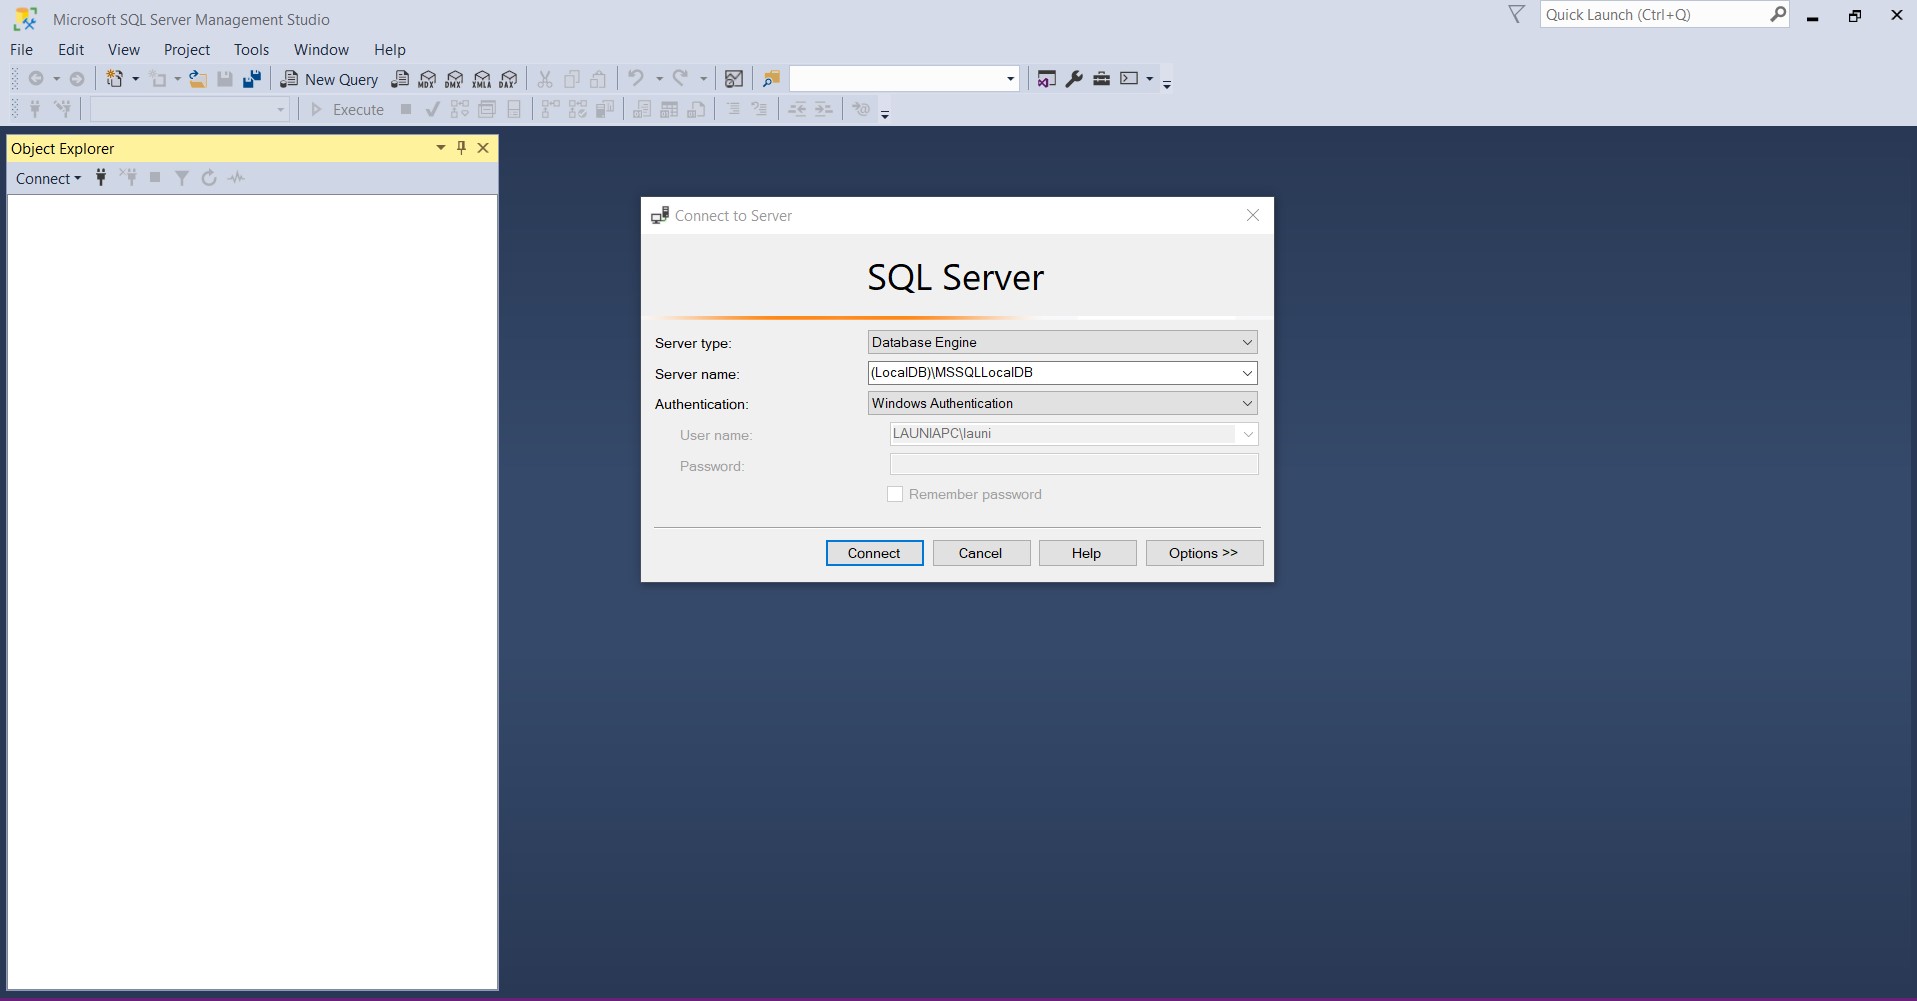 Microsoft SQL Server Management Studio
Quick Launch (Ctrl+Q)
File Edit View Project Tools Window Help
New Query MDX DMX XMLA DAX
Execute
Object Explorer
Connect
Connect to Server
SQL Server
Server type: Database Engine
Server name: (LocalDB)\MSSQLLocalDB
Authentication: Windows Authentication
User name: LAUNIAPC\launi
Password:
Remember password
Connect Cancel Help Options >>